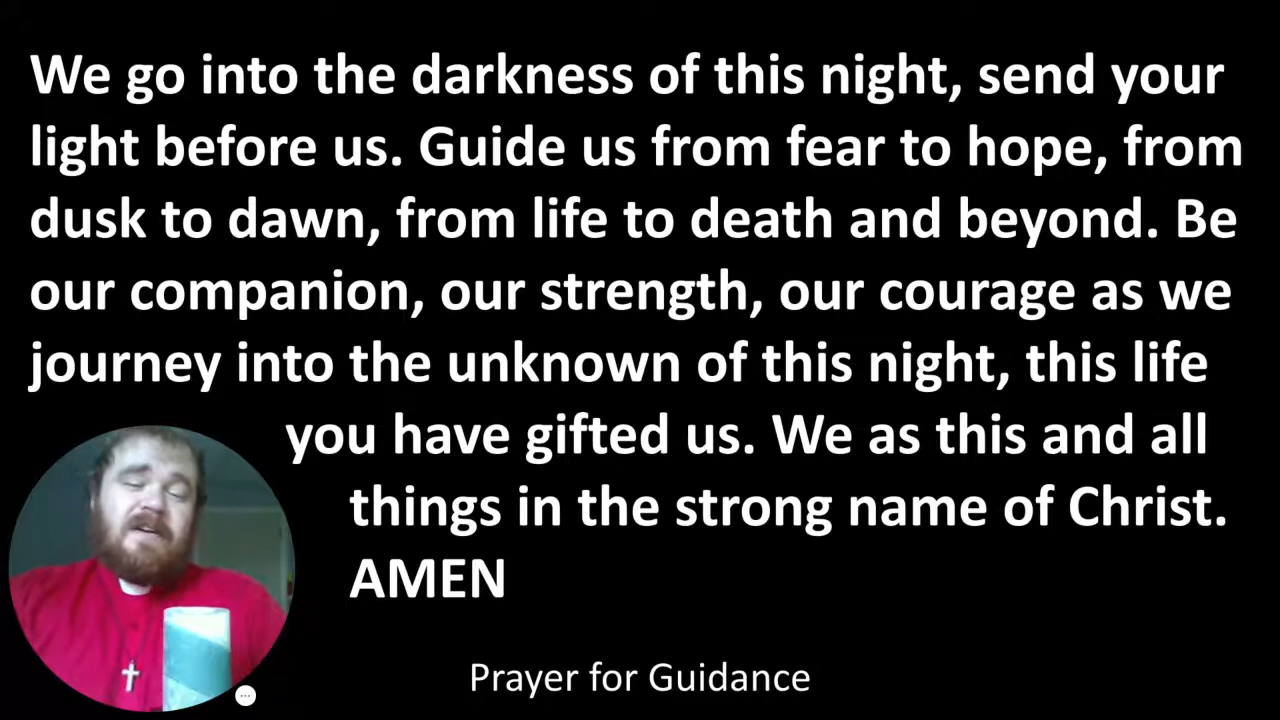 We go into the darkness of this night, send your
light before us. Guide us from fear to hope, from
dusk to dawn, from life to death and beyond. Be
our companion, our strength, our courage as we
journey into the unknown of this night, this life
you have gifted us. We as this and all
things in the strong name of Christ.
AMEN
Prayer for Guidance